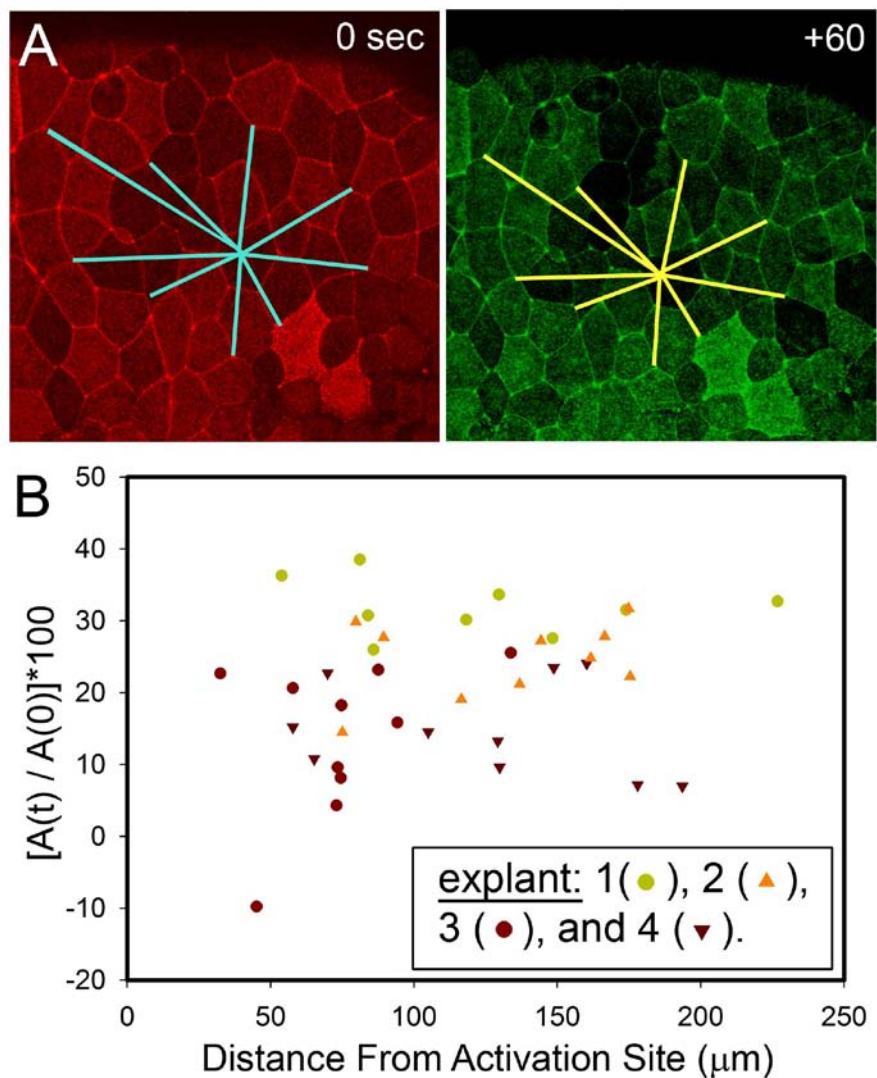 A
0 sec
+60
B
50
40
30
20
10
0
-10
-20
[A(t) / A(0)]*100
explant: 1(●), 2 (▲),
3 (●), and 4 (▼).
0 50 100 150 200 250
Distance From Activation Site (μm)